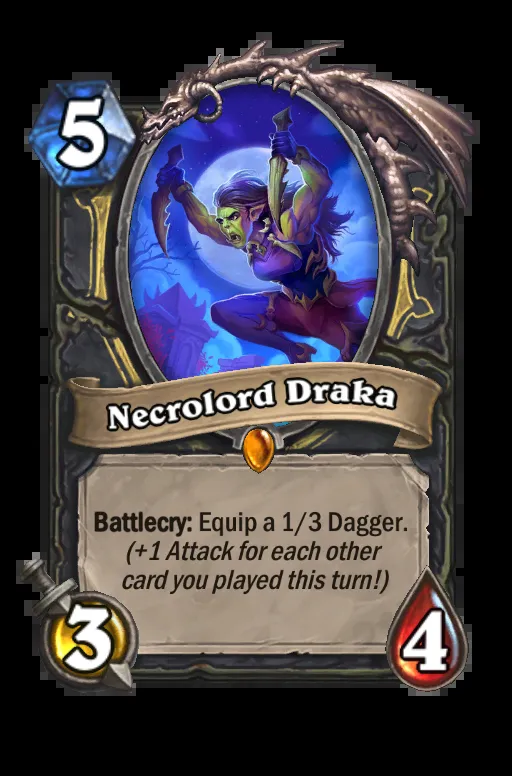 5
Necrolord Draka
Battlecry: Equip a 1/3 Dagger.
(+1 Attack for each other
card you played this turn!)
3
4